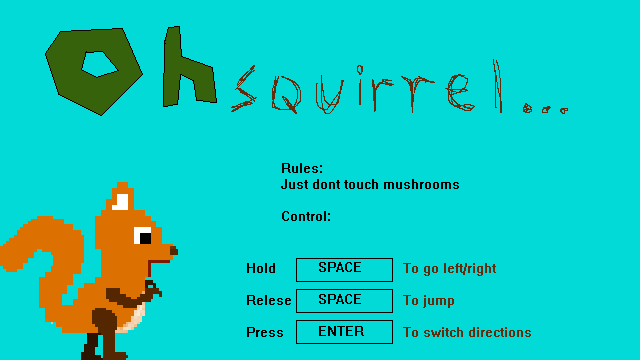 Oh squirrel...
Rules:
Just dont touch mushrooms
Control:
Hold SPACE To go left/right
Relese SPACE To jump
Press ENTER To switch directions